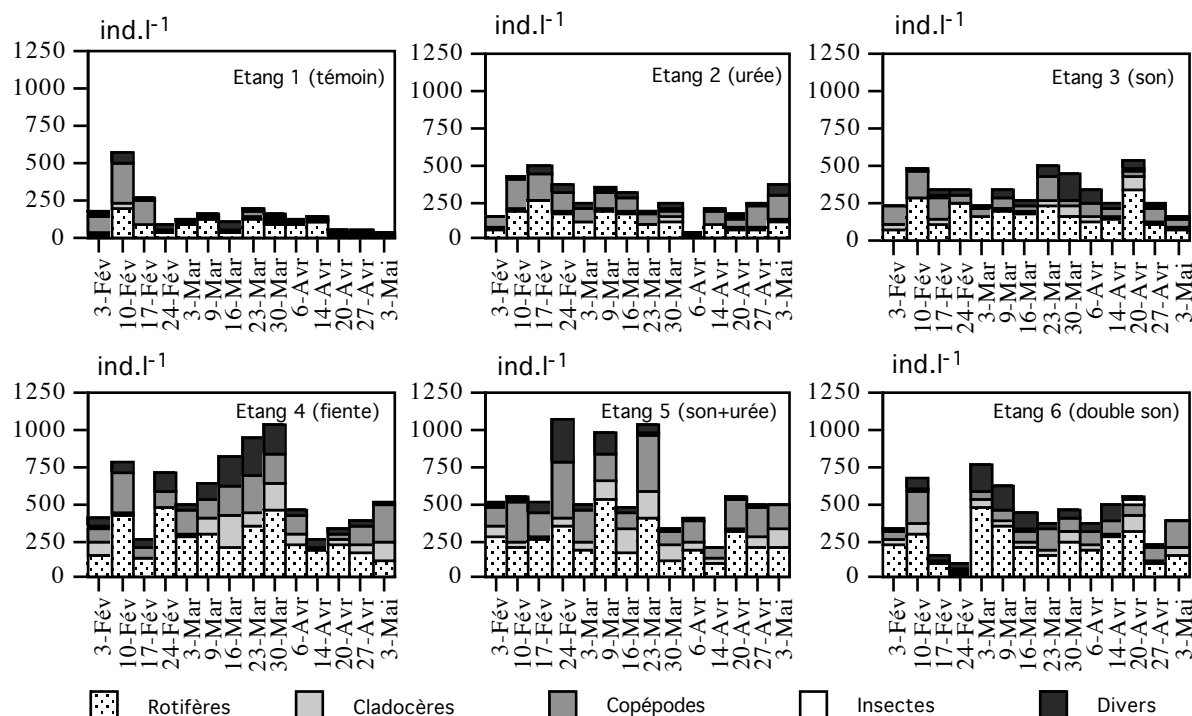 ind.l-1 ind.l-1 ind.l-1
1250 1250 1250
Etang 1 (témoin) Etang 2 (urée) Etang 3 (son)
1000 1000 1000
750 750 750
500 500 500
250 250 250
0 0 0
3-Fév 10-Fév 17-Fév 24-Fév 3-Mar 9-Mar 16-Mar 23-Mar 30-Mar 6-Avr 14-Avr 20-Avr 27-Avr 3-Mai
3-Fév 10-Fév 17-Fév 24-Fév 3-Mar 9-Mar 16-Mar 23-Mar 30-Mar 6-Avr 14-Avr 20-Avr 27-Avr 3-Mai
3-Fév 10-Fév 17-Fév 24-Fév 3-Mar 9-Mar 16-Mar 23-Mar 30-Mar 6-Avr 14-Avr 20-Avr 27-Avr 3-Mai
ind.l-1 ind.l-1 ind.l-1
1250 1250 1250
Etang 4 (fiente) Etang 5 (son+urée) Etang 6 (double son)
1000 1000 1000
750 750 750
500 500 500
250 250 250
0 0 0
3-Fév 10-Fév 17-Fév 24-Fév 3-Mar 9-Mar 16-Mar 23-Mar 30-Mar 6-Avr 14-Avr 20-Avr 27-Avr 3-Mai
3-Fév 10-Fév 17-Fév 24-Fév 3-Mar 9-Mar 16-Mar 23-Mar 30-Mar 6-Avr 14-Avr 20-Avr 27-Avr 3-Mai
3-Fév 10-Fév 17-Fév 24-Fév 3-Mar 9-Mar 16-Mar 23-Mar 30-Mar 6-Avr 14-Avr 20-Avr 27-Avr 3-Mai
Rotifères Cladocères Copépodes Insectes Divers